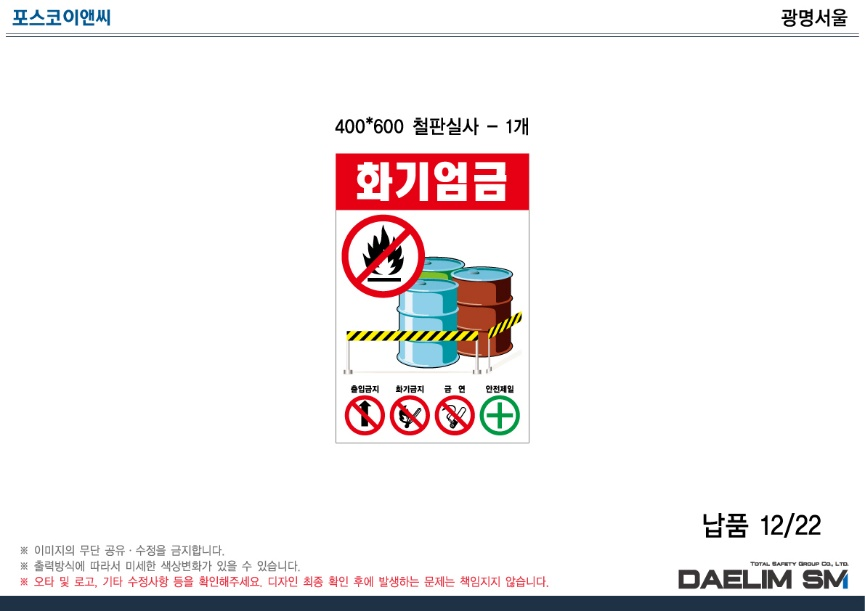 포스코이앤씨
광명서울
400*600 철판실사 - 1개
화기엄금
출입금지 화기금지 금 연 안전제일
납품 12/22
※ 이미지의 무단 공유·수정을 금지합니다.
※ 출력방식에 따라서 미세한 색상변화가 있을 수 있습니다.
※ 오타 및 로고, 기타 수정사항 등을 확인해주세요. 디자인 최종 확인 후에 발생하는 문제는 책임지지 않습니다.
TOTAL SAFETY GROUP CO., LTD.
DAELIM SM